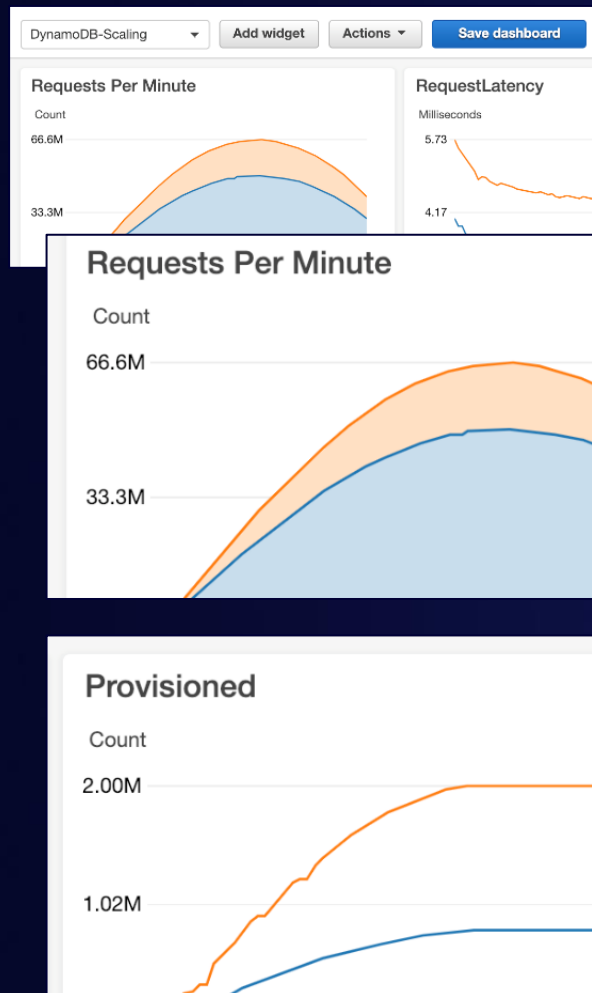 DynamoDB-Scaling
Add widget
Actions
Save dashboard
Requests Per Minute
Count
66.6M
33.3M
RequestLatency
Milliseconds
5.73
4.17
Requests Per Minute
Count
66.6M
33.3M
Provisioned
Count
2.00M
1.02M